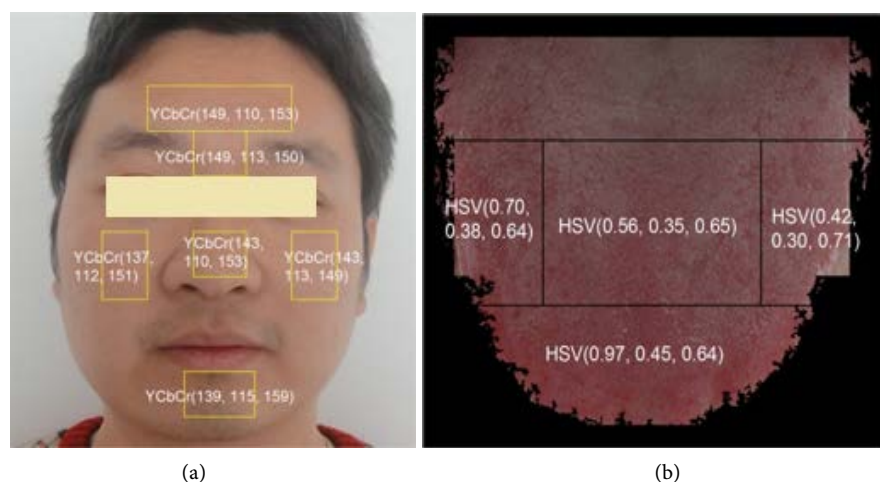 YCbCr(149, 110, 153)
YCbCr(149, 113, 150)
YCbCr(137,
112, 151)
YCbCr(143,
110, 153)
YCbCr(143,
113, 149)
YCbCr(139, 115, 159)
(a)
HSV(0.70,
0.38, 0.64)
HSV(0.56, 0.35, 0.65)
HSV(0.42,
0.30, 0.71)
HSV(0.97, 0.45, 0.64)
(b)